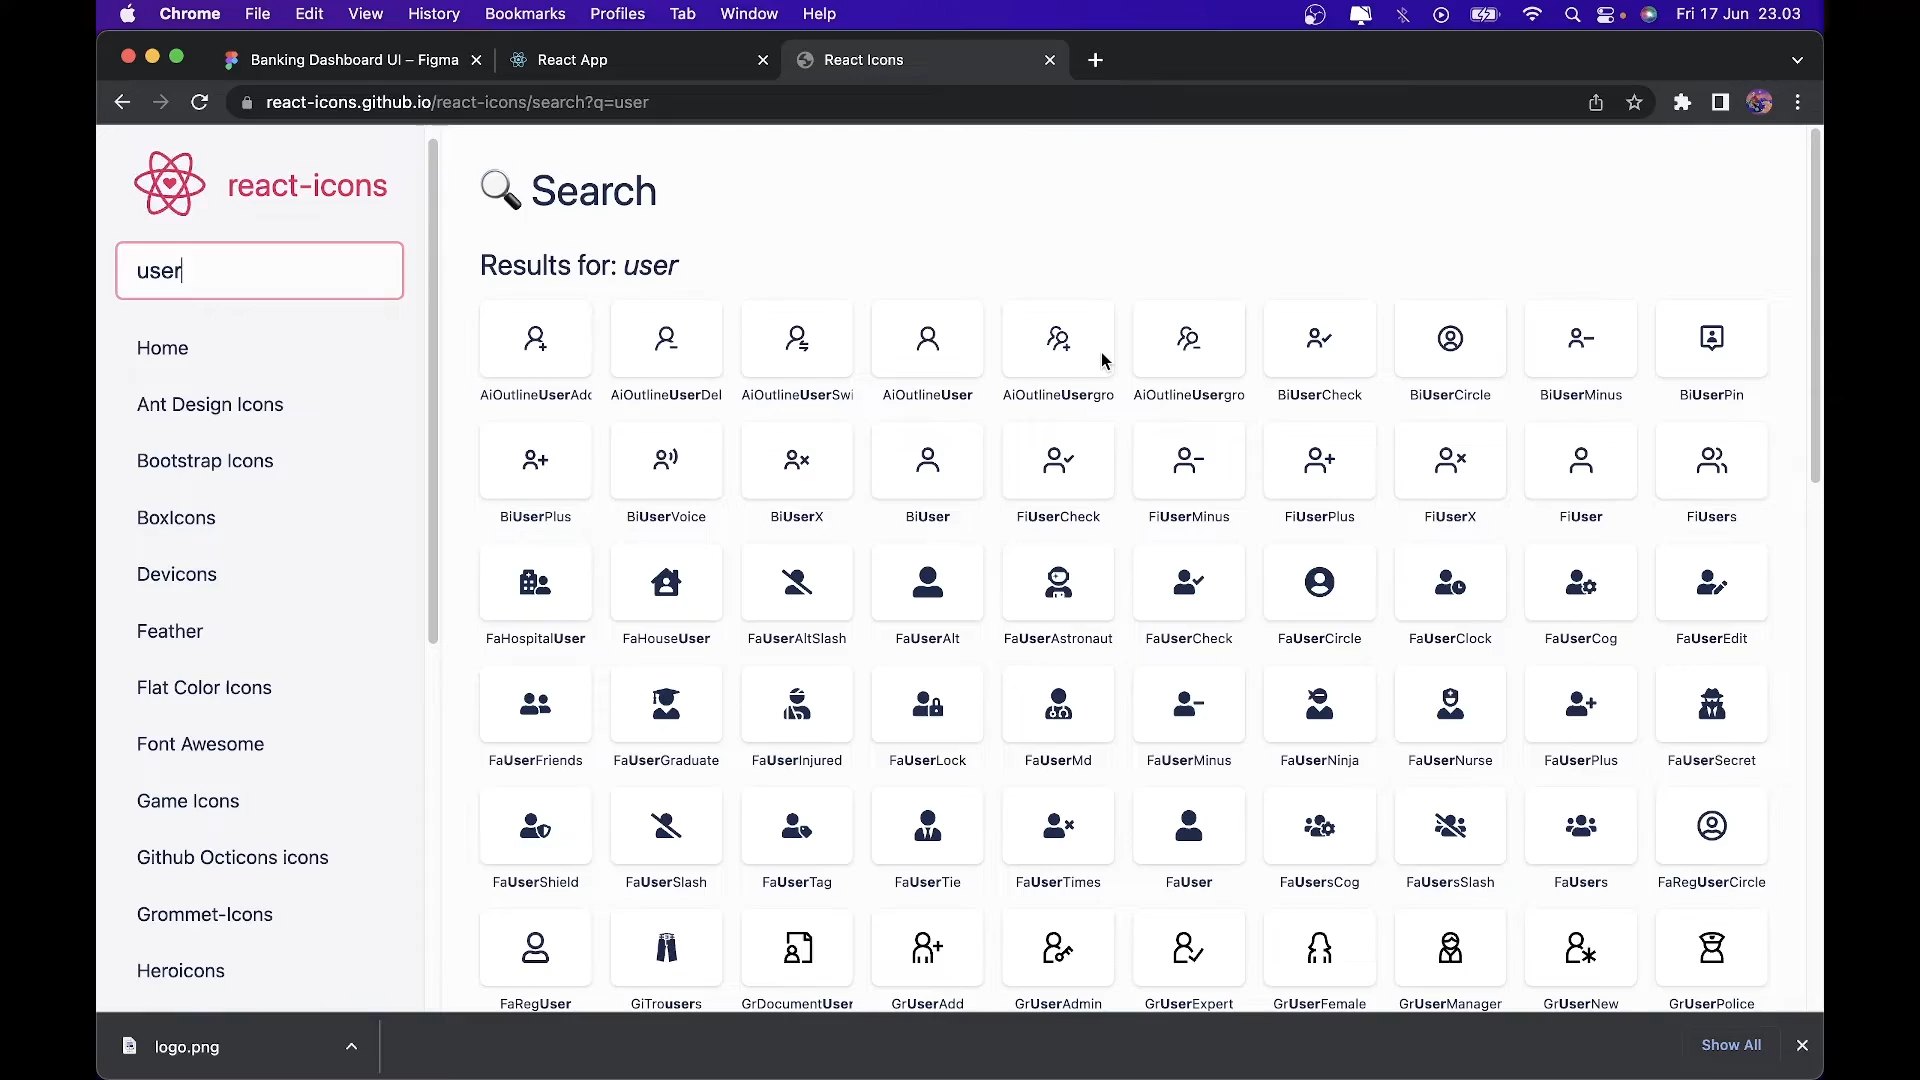 Chrome File Edit View History Bookmarks Profiles Tab Window Help Fri 17 Jun 23.03
Banking Dashboard UI – Figma React App React Icons
react-icons.github.io/react-icons/search?q=user
react-icons
user
Home
Ant Design Icons
Bootstrap Icons
BoxIcons
Devicons
Feather
Flat Color Icons
Font Awesome
Game Icons
Github Octicons icons
Grommet-Icons
Heroicons
Search
Results for: user
AiOutlineUserAdd AiOutlineUserDel AiOutlineUserSwi AiOutlineUser AiOutlineUsergro AiOutlineUsergro BiUserCheck BiUserCircle BiUserMinus BiUserPin
BiUserPlus BiUserVoice BiUserX BiUser FiUserCheck FiUserMinus FiUserPlus FiUserX FiUser FiUsers
FaHospitalUser FaHouseUser FaUserAltSlash FaUserAlt FaUserAstronaut FaUserCheck FaUserCircle FaUserClock FaUserCog FaUserEdit
FaUserFriends FaUserGraduate FaUserInjured FaUserLock FaUserMd FaUserMinus FaUserNinja FaUserNurse FaUserPlus FaUserSecret
FaUserShield FaUserSlash FaUserTag FaUserTie FaUserTimes FaUser FaUsersCog FaUsersSlash FaUsers FaRegUserCircle
FaRegUser GiTrousers GrDocumentUser GrUserAdd GrUserAdmin GrUserExpert GrUserFemale GrUserManager GrUserNew GrUserPolice
logo.png Show All